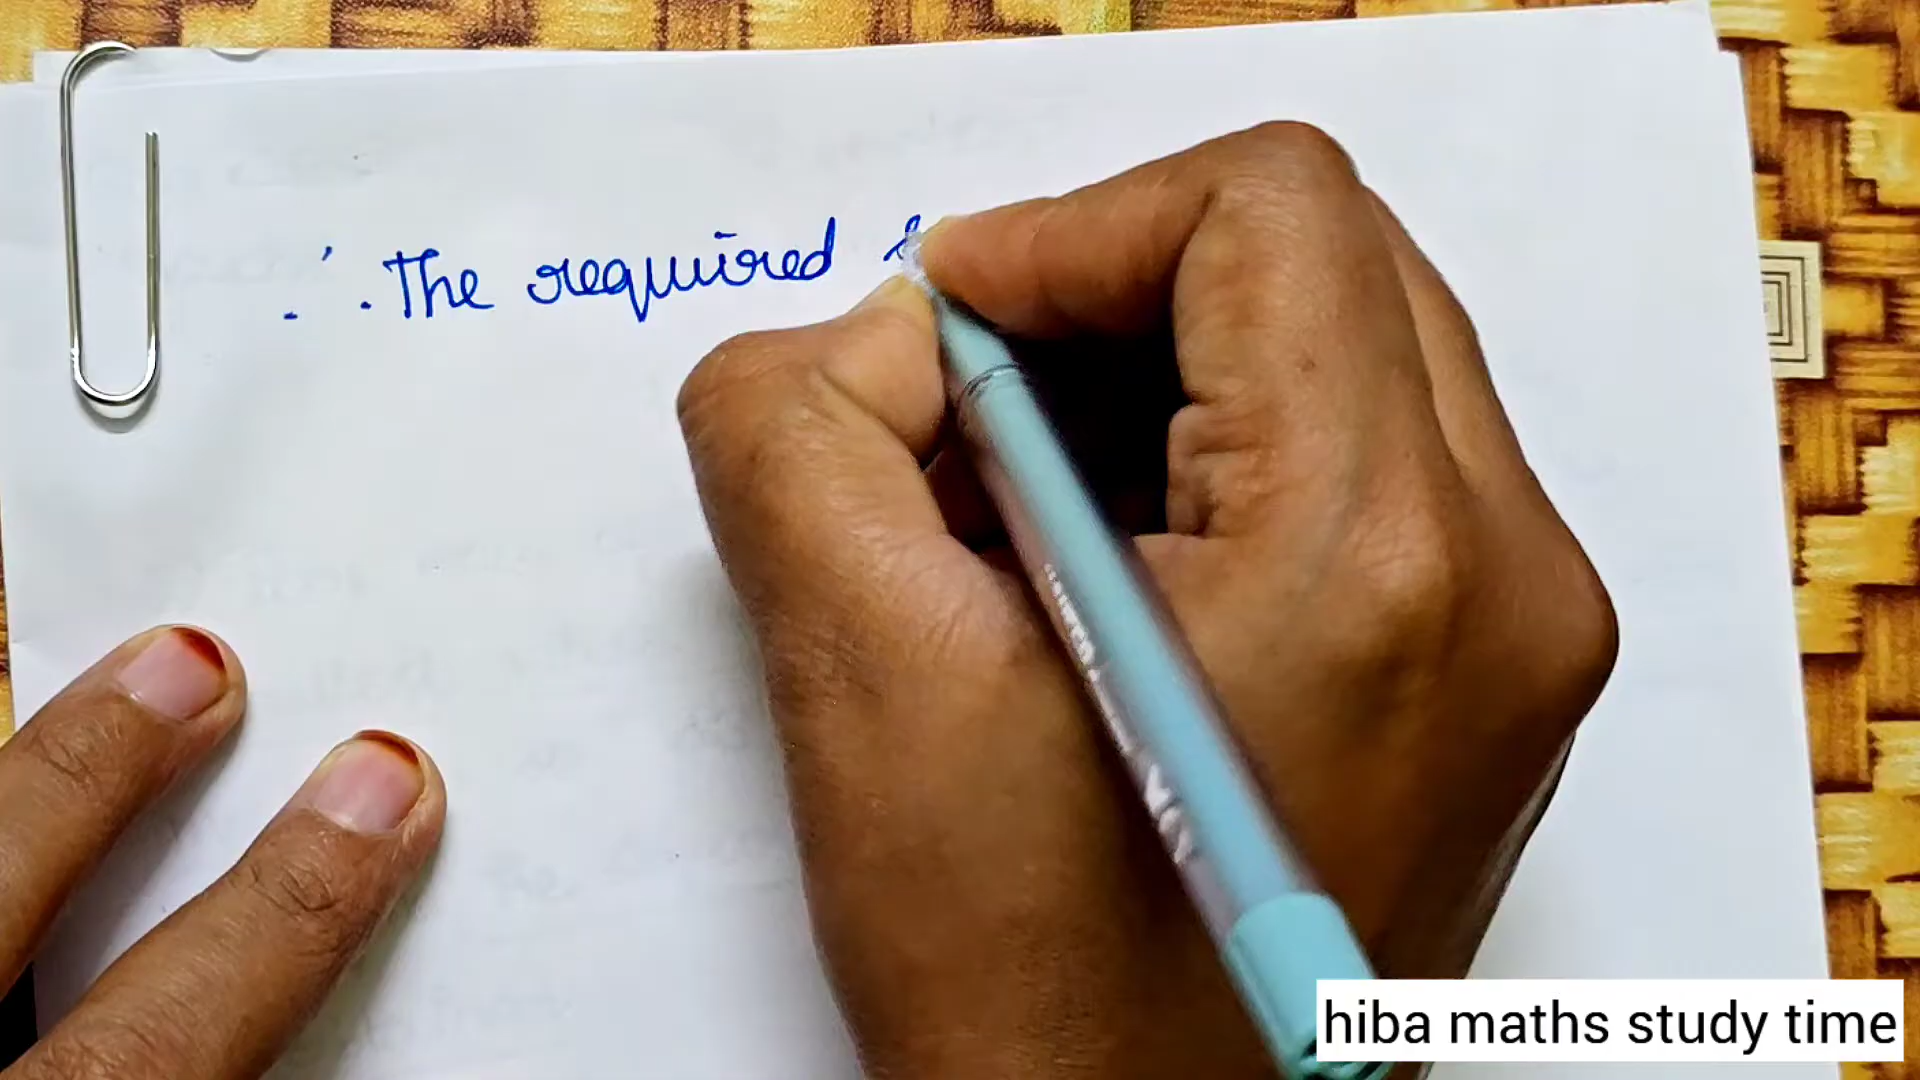 ∴ The required
hiba maths study time